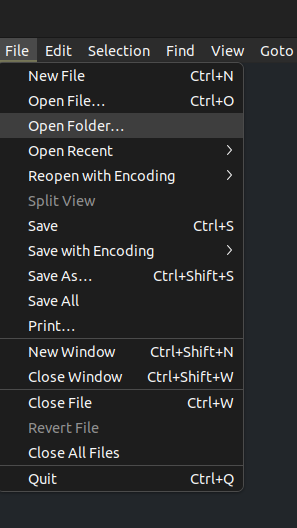 File Edit Selection Find View Goto
New File Ctrl+N
Open File… Ctrl+O
Open Folder…
Open Recent
Reopen with Encoding
Split View
Save Ctrl+S
Save with Encoding
Save As… Ctrl+Shift+S
Save All
Print…
New Window Ctrl+Shift+N
Close Window Ctrl+Shift+W
Close File Ctrl+W
Revert File
Close All Files
Quit Ctrl+Q